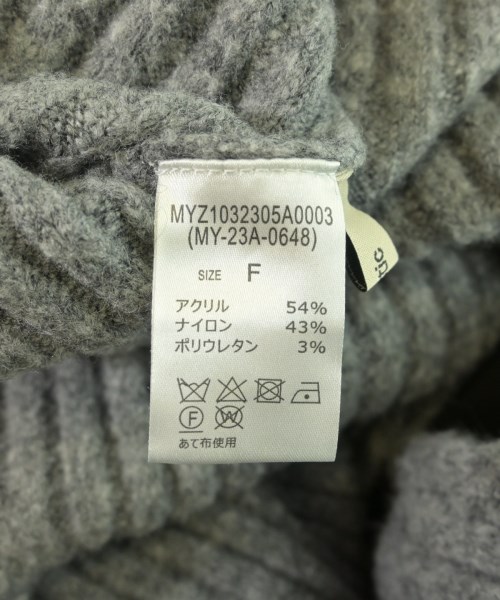 MYZ1032305A0003
(MY-23A-0648)
SIZE F
アクリル 54%
ナイロン 43%
ポリウレタン 3%
F W
あて布使用